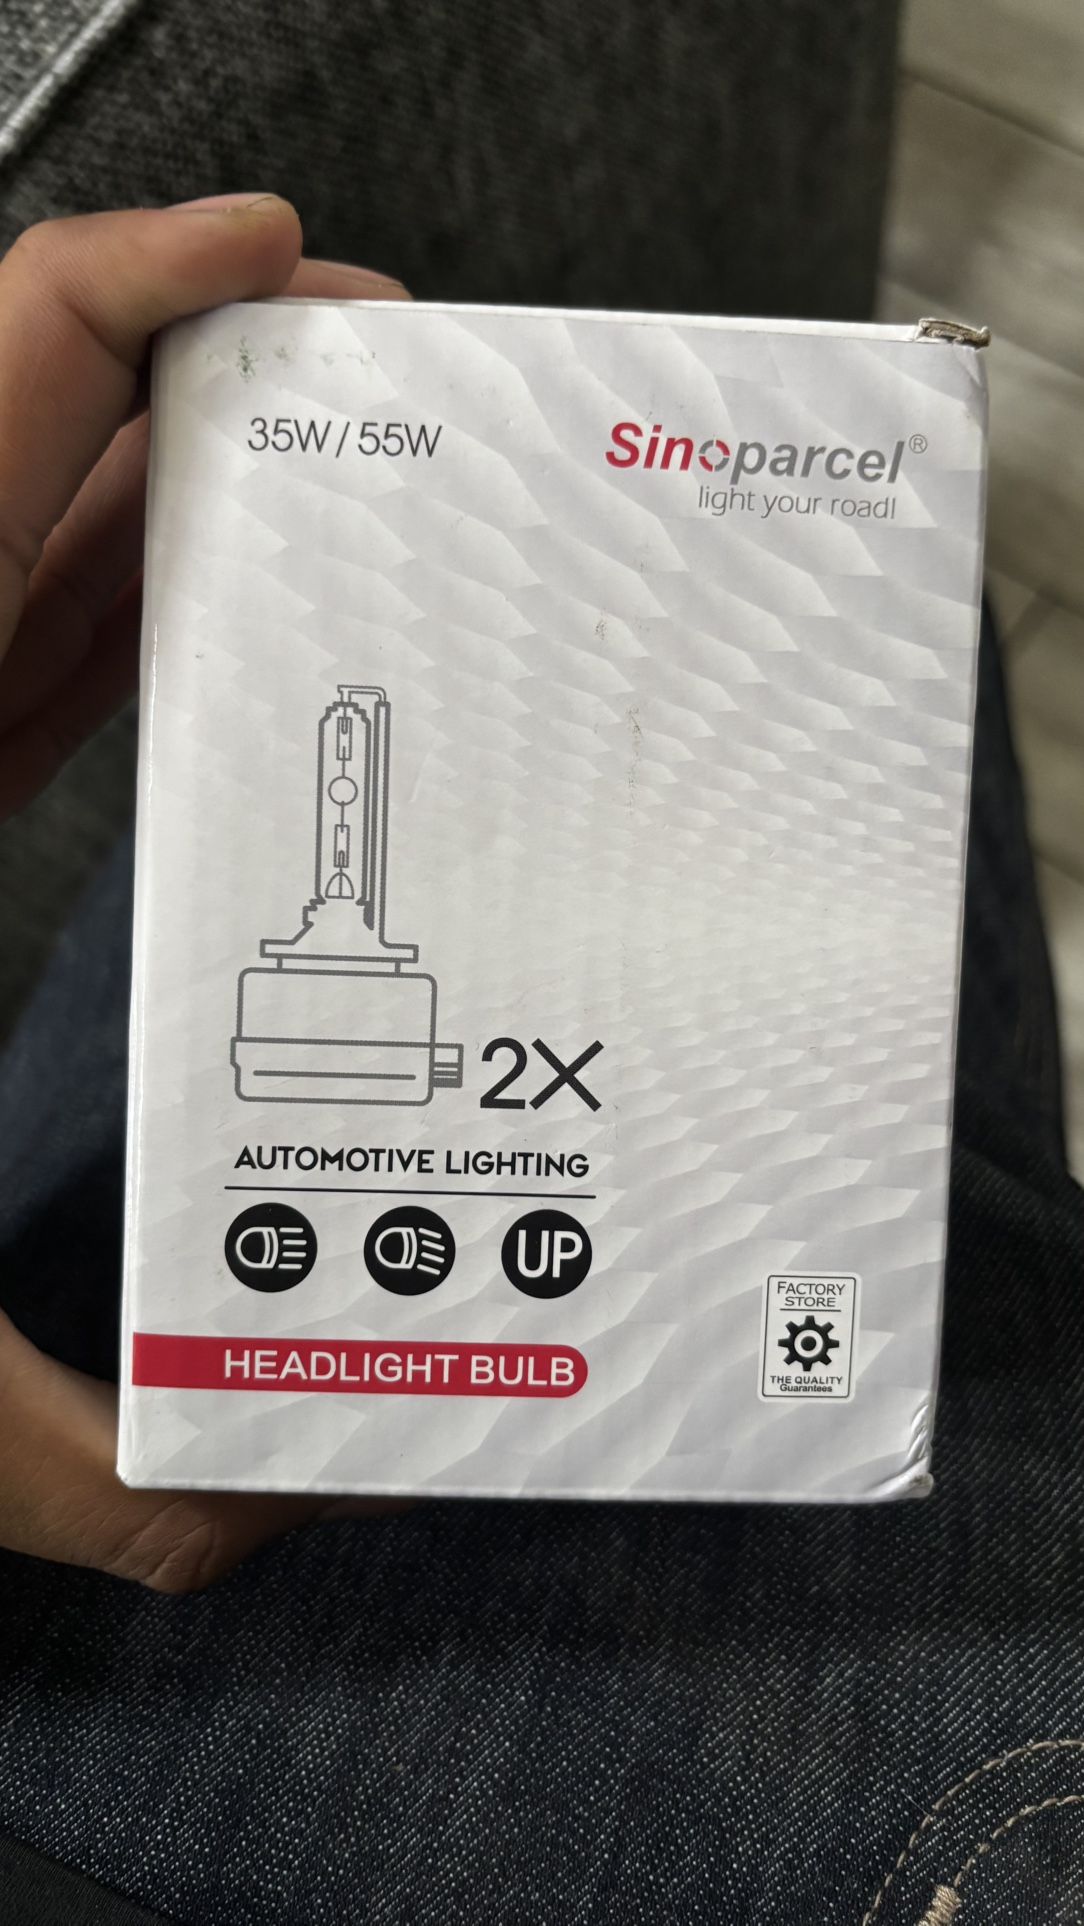 35W / 55W
Sinoparcel®
light your road!
2X
AUTOMOTIVE LIGHTING
UP
HEADLIGHT BULB
FACTORY
STORE
THE QUALITY
Guarantees